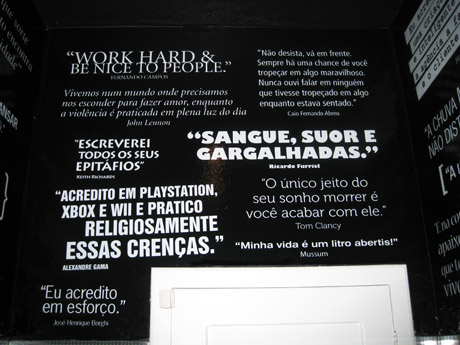 “WORK HARD &
BE NICE TO PEOPLE.”
FERNANDO CAMPOS
Vivemos num mundo onde precisamos
nos esconder para fazer amor, enquanto
a violência é praticada em plena luz do dia
John Lennon
“ESCREVEREI
TODOS OS SEUS
EPITÁFIOS”
KEITH RICHARDS
“ACREDITO EM PLAYSTATION,
XBOX E WII E PRATICO
RELIGIOSAMENTE
ESSAS CRENÇAS.”
ALEXANDRE GAMA
“Eu acredito
em esforço.”
José Henrique Borghi
“Não desista, vá em frente.
Sempre há uma chance de você
tropeçar em algo maravilhoso.
Nunca ouvi falar em ninguém
que tivesse tropeçado em algo
enquanto estava sentado.”
Caio Fernando Abreu
“SANGUE, SUOR E
GARGALHADAS.”
Ricardo Furriel
“O único jeito do
seu sonho morrer é
você acabar com ele.”
Tom Clancy
“Minha vida é um litro abertis!”
Mussum
A CHUVA
NÃO DIST